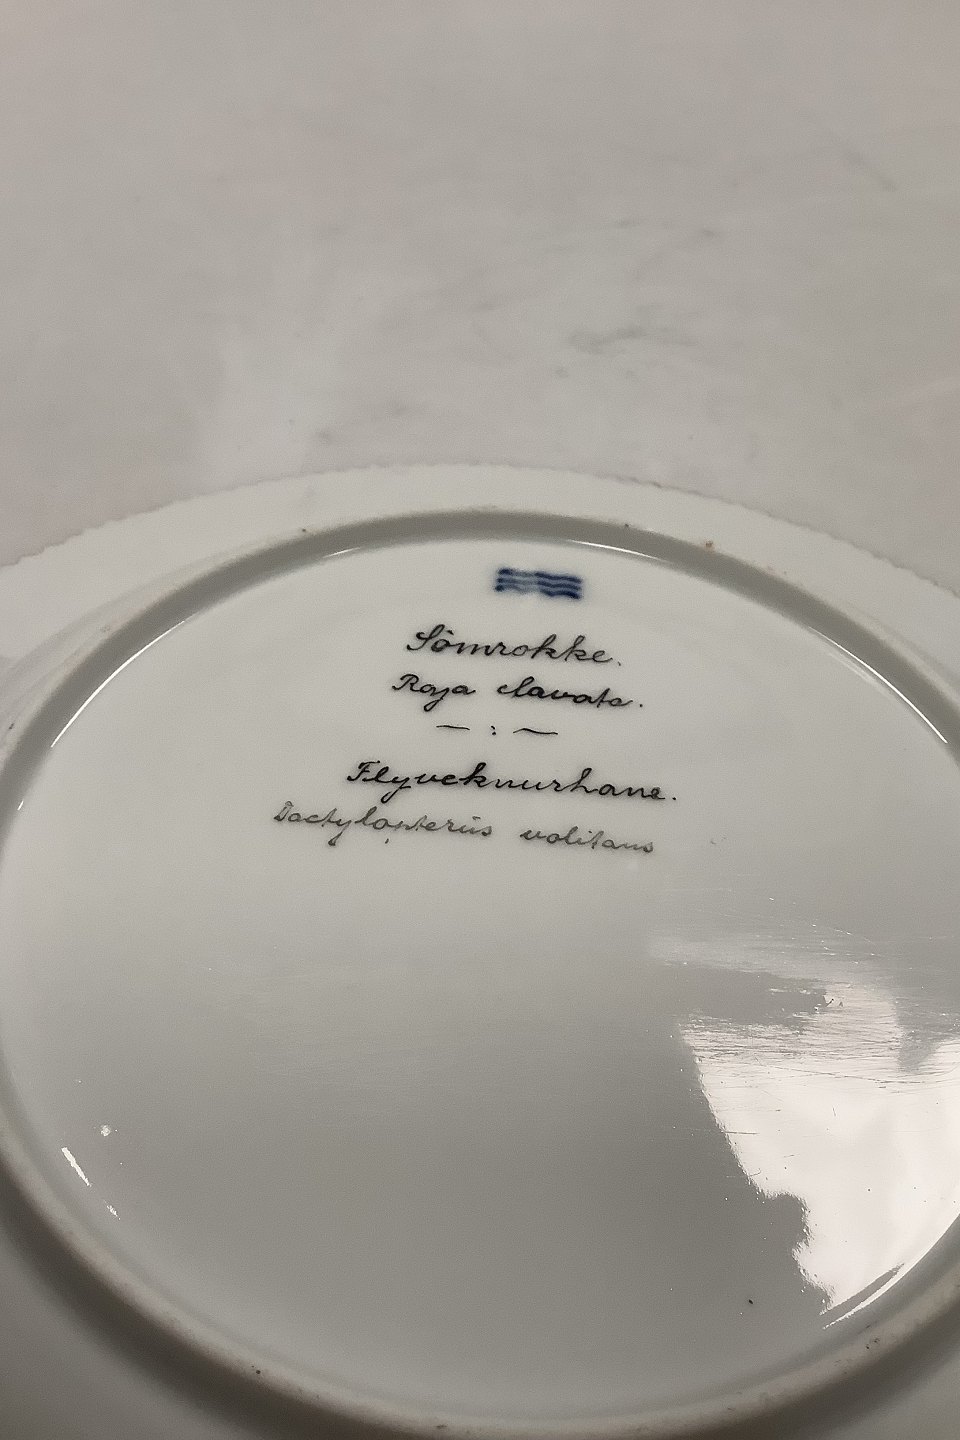 Sömrokke.
Raja clavata.
— : ~
Flyveknurhane.
Dactylopterus volitans